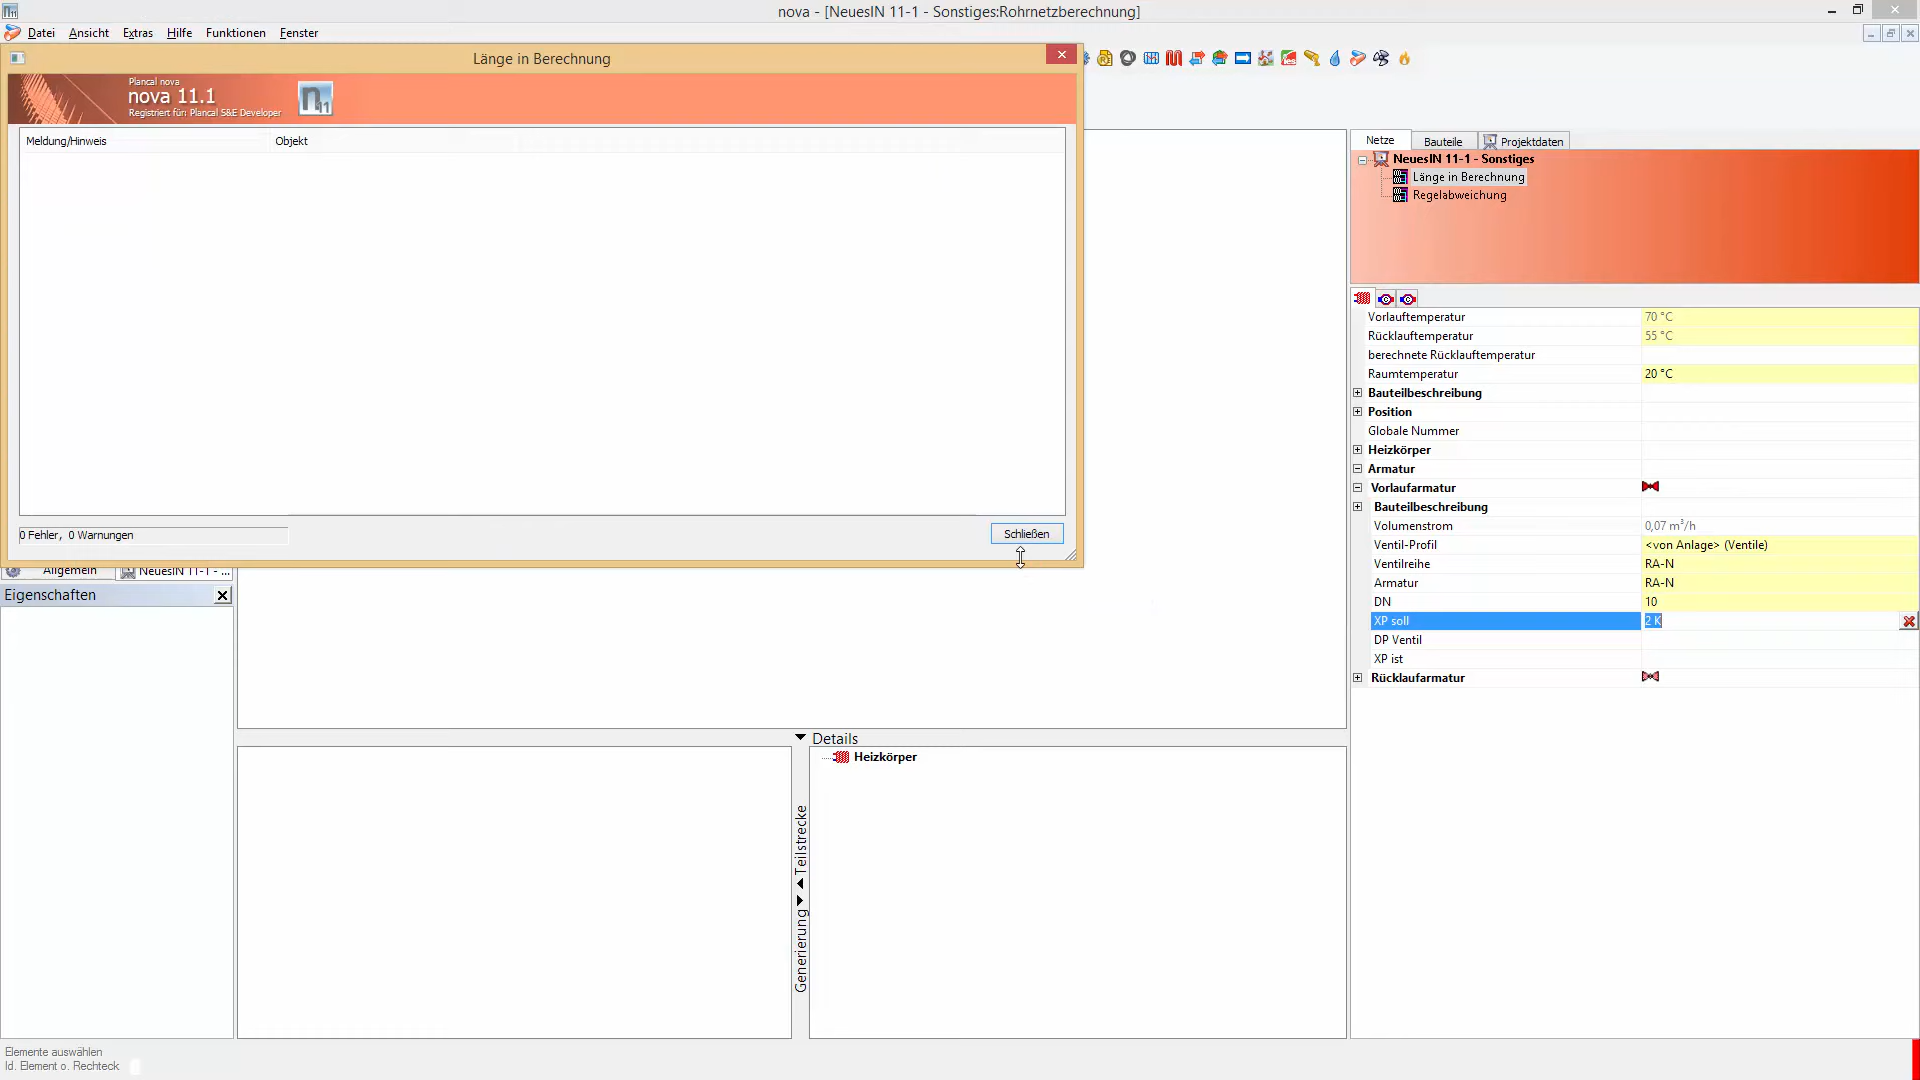 nova - [NeuesIN 11-1 - Sonstiges:Rohrnetzberechnung]
Datei Ansicht Extras Hilfe Funktionen Fenster
Länge in Berechnung
Plancal nova
nova 11.1
Registriert für: Plancal S&E Developer
n11
Meldung/Hinweis Objekt
0 Fehler, 0 Warnungen
Schließen
Netze Bauteile Projektdaten
NeuesIN 11-1 - Sonstiges
Länge in Berechnung
Regelabweichung
Vorlauftemperatur 70 °C
Rücklauftemperatur 55 °C
berechnete Rücklauftemperatur
Raumtemperatur 20 °C
Bauteilbeschreibung
Position
Globale Nummer
Heizkörper
Armatur
Vorlaufarmatur
Bauteilbeschreibung
Volumenstrom 0,07 m³/h
Ventil-Profil <von Anlage> (Ventile)
Ventilreihe RA-N
Armatur RA-N
DN 10
XP soll 2 K
DP Ventil
XP ist
Rücklaufarmatur
Allgemein NeuesIN 11-1 - ...
Eigenschaften
Details
Heizkörper
Generierung Teilstrecke
Elemente auswählen
Id. Element o. Rechteck